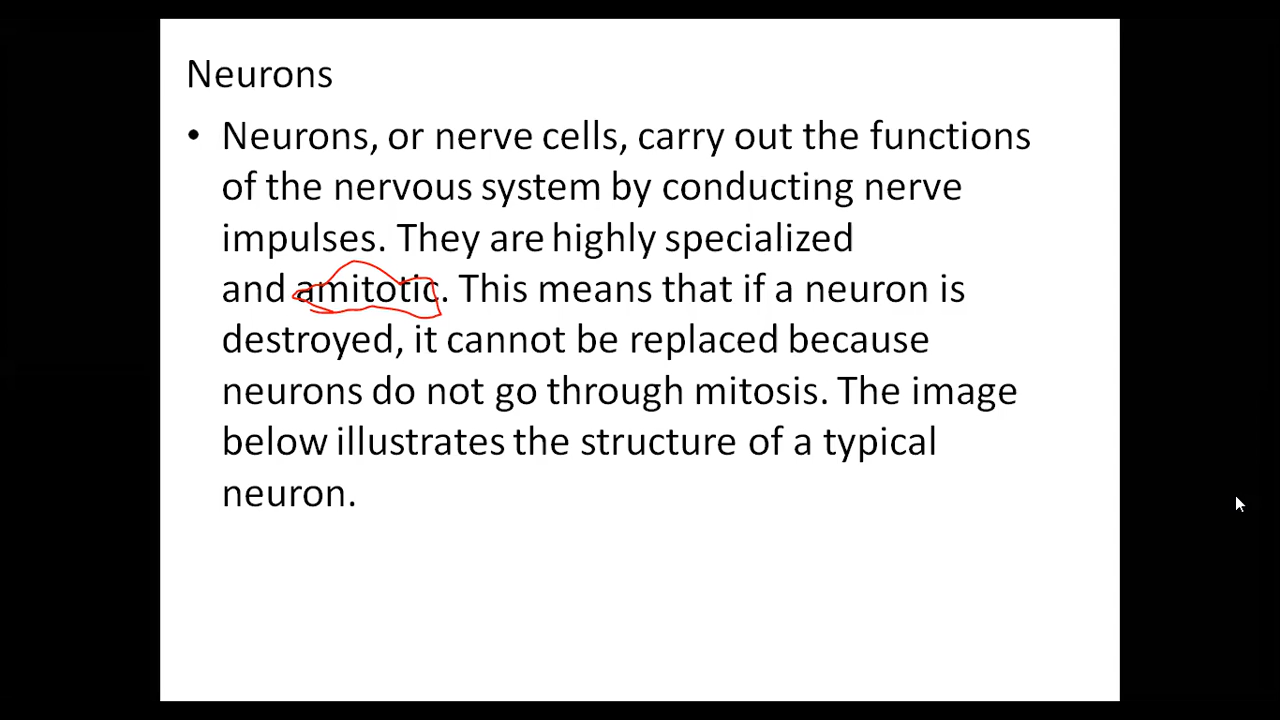 Neurons
• Neurons, or nerve cells, carry out the functions
of the nervous system by conducting nerve
impulses. They are highly specialized
and amitotic. This means that if a neuron is
destroyed, it cannot be replaced because
neurons do not go through mitosis. The image
below illustrates the structure of a typical
neuron.